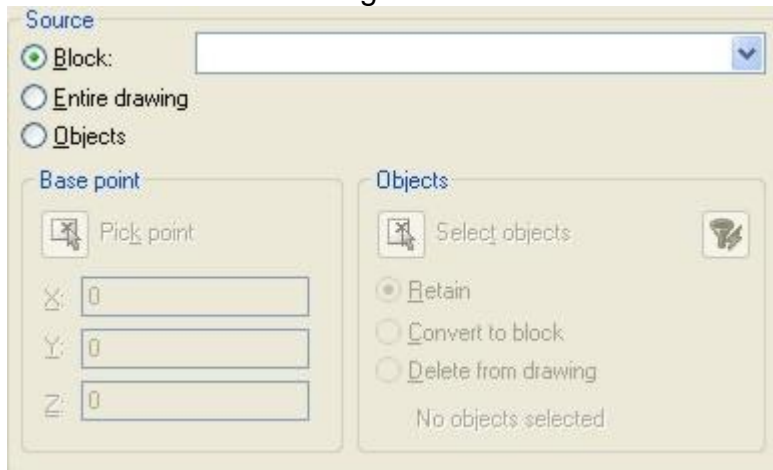 Source
Block:
Entire drawing
Objects
Base point
Pick point
X: 0
Y: 0
Z: 0
Objects
Select objects
Retain
Convert to block
Delete from drawing
No objects selected